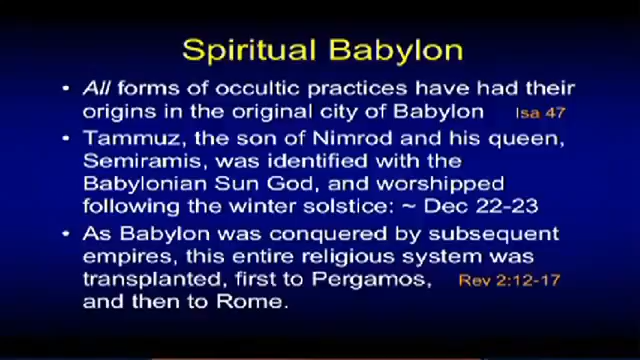 Spiritual Babylon
• All forms of occultic practices have had their
origins in the original city of Babylon Isa 47
• Tammuz, the son of Nimrod and his queen,
Semiramis, was identified with the
Babylonian Sun God, and worshipped
following the winter solstice: ~ Dec 22-23
• As Babylon was conquered by subsequent
empires, this entire religious system was
transplanted, first to Pergamos, Rev 2:12-17
and then to Rome.